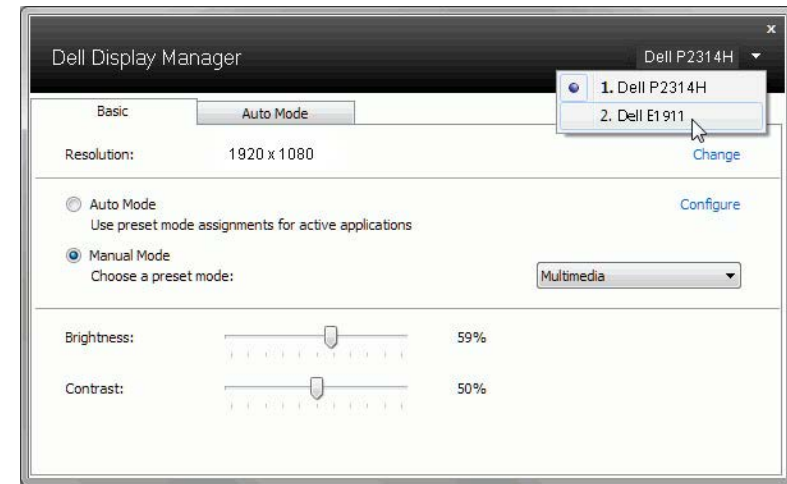 x
Dell Display Manager
Dell P2314H
1. Dell P2314H
2. Dell E1911
Basic
Auto Mode
Resolution:
1920 x 1080
Change
Auto Mode
Configure
Use preset mode assignments for active applications
Manual Mode
Choose a preset mode:
Multimedia
Brightness:
59%
Contrast:
50%